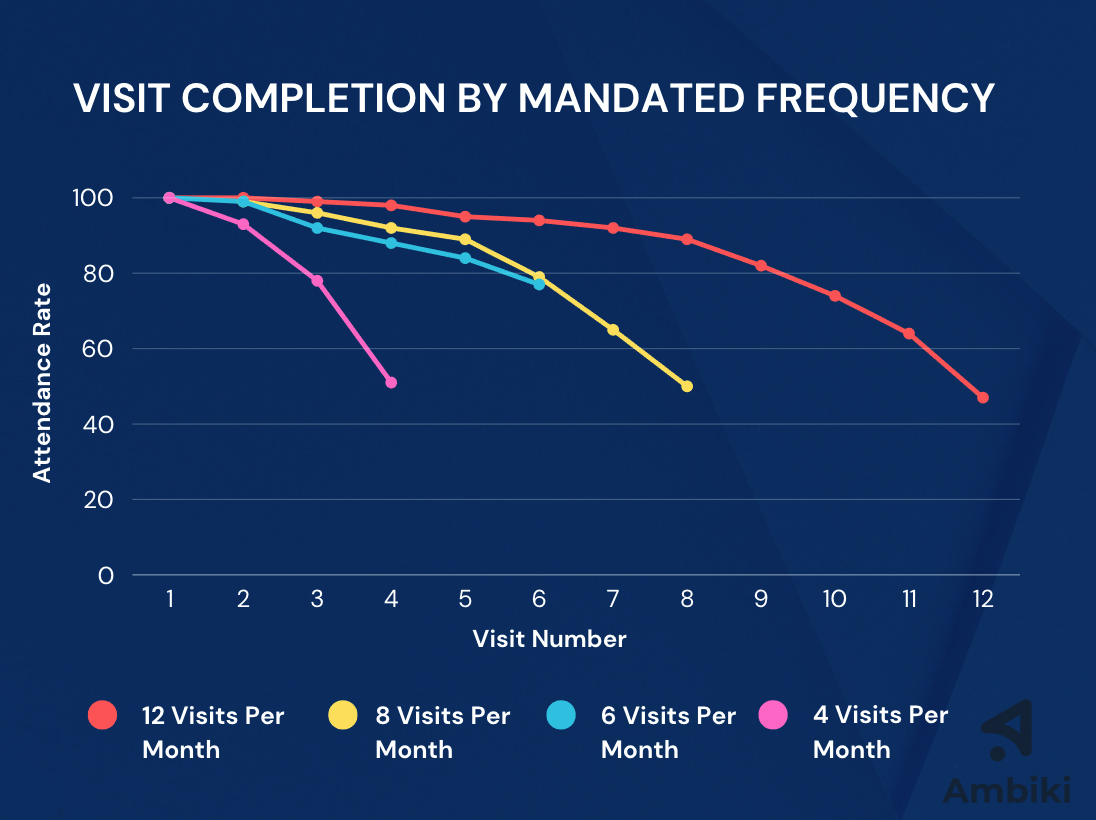 VISIT COMPLETION BY MANDATED FREQUENCY
100
80
60
40
20
0
Attendance Rate
1 2 3 4 5 6 7 8 9 10 11 12
Visit Number
12 Visits Per
Month
8 Visits Per
Month
6 Visits Per
Month
4 Visits Per
Month
Ambiki